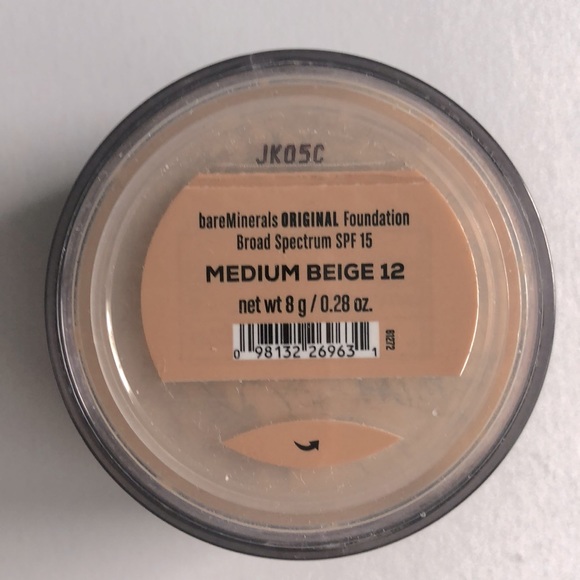 JK05C
bareMinerals ORIGINAL Foundation
Broad Spectrum SPF 15
MEDIUM BEIGE 12
net wt 8 g / 0.28 oz.
0 98132 26963 1
61272